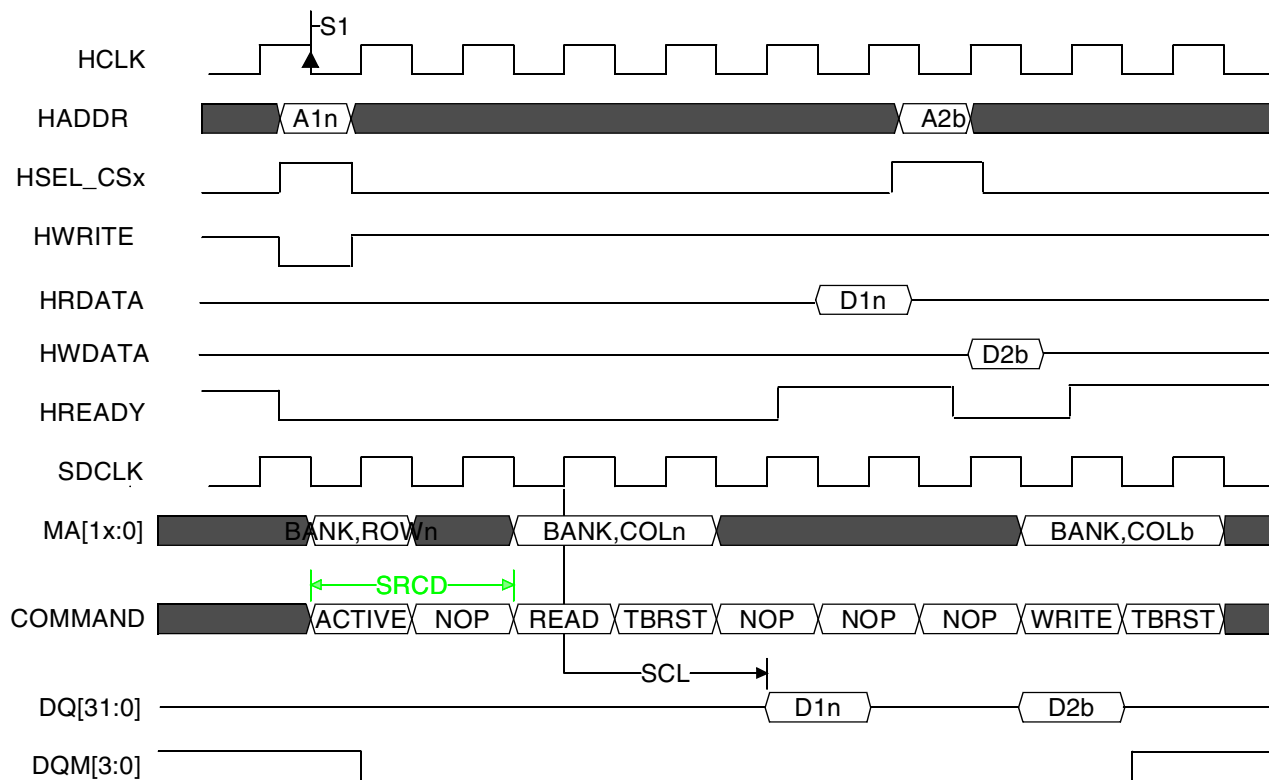 S1
HCLK
HADDR A1n A2b
HSEL_CSx
HWRITE
HRDATA D1n
HWDATA D2b
HREADY
SDCLK
MA[1x:0] BANK,ROWn BANK,COLn BANK,COLb
SRCD
COMMAND ACTIVE NOP READ TBRST NOP NOP NOP WRITE TBRST
SCL
DQ[31:0] D1n D2b
DQM[3:0]